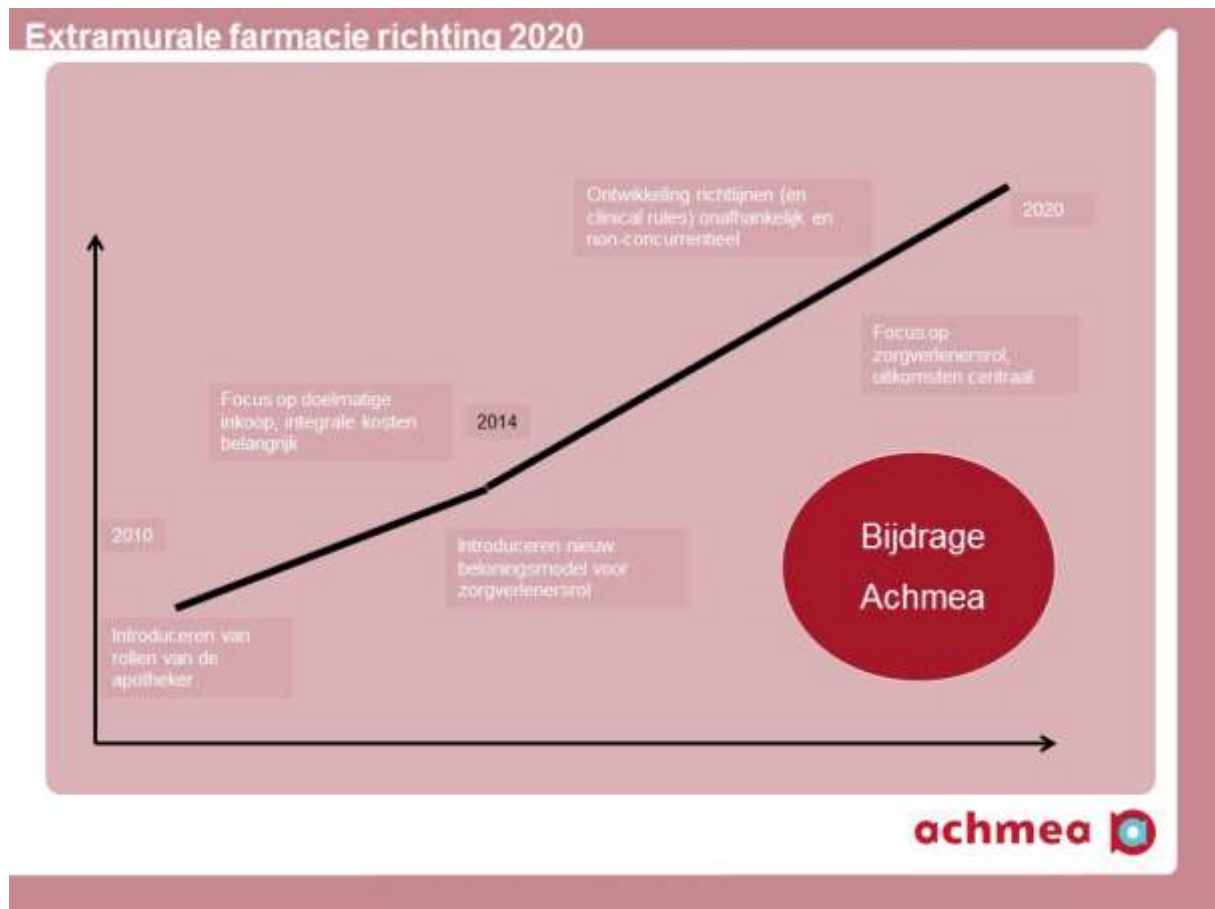 Extramurale farmacie richting 2020
Ontwikkeling richtlijnen (en
clinical rules) onafhankelijk en
non-concurrentieel
2020
Focus op
zorgverlenersrol,
uitkomsten centraal
Focus op doelmatige
inkoop, integrale kosten
belangrijk
2014
2010
Introduceren nieuw
beloningsmodel voor
zorgverlenersrol
Bijdrage
Achmea
Introduceren van
rollen van de
apotheker
achmea